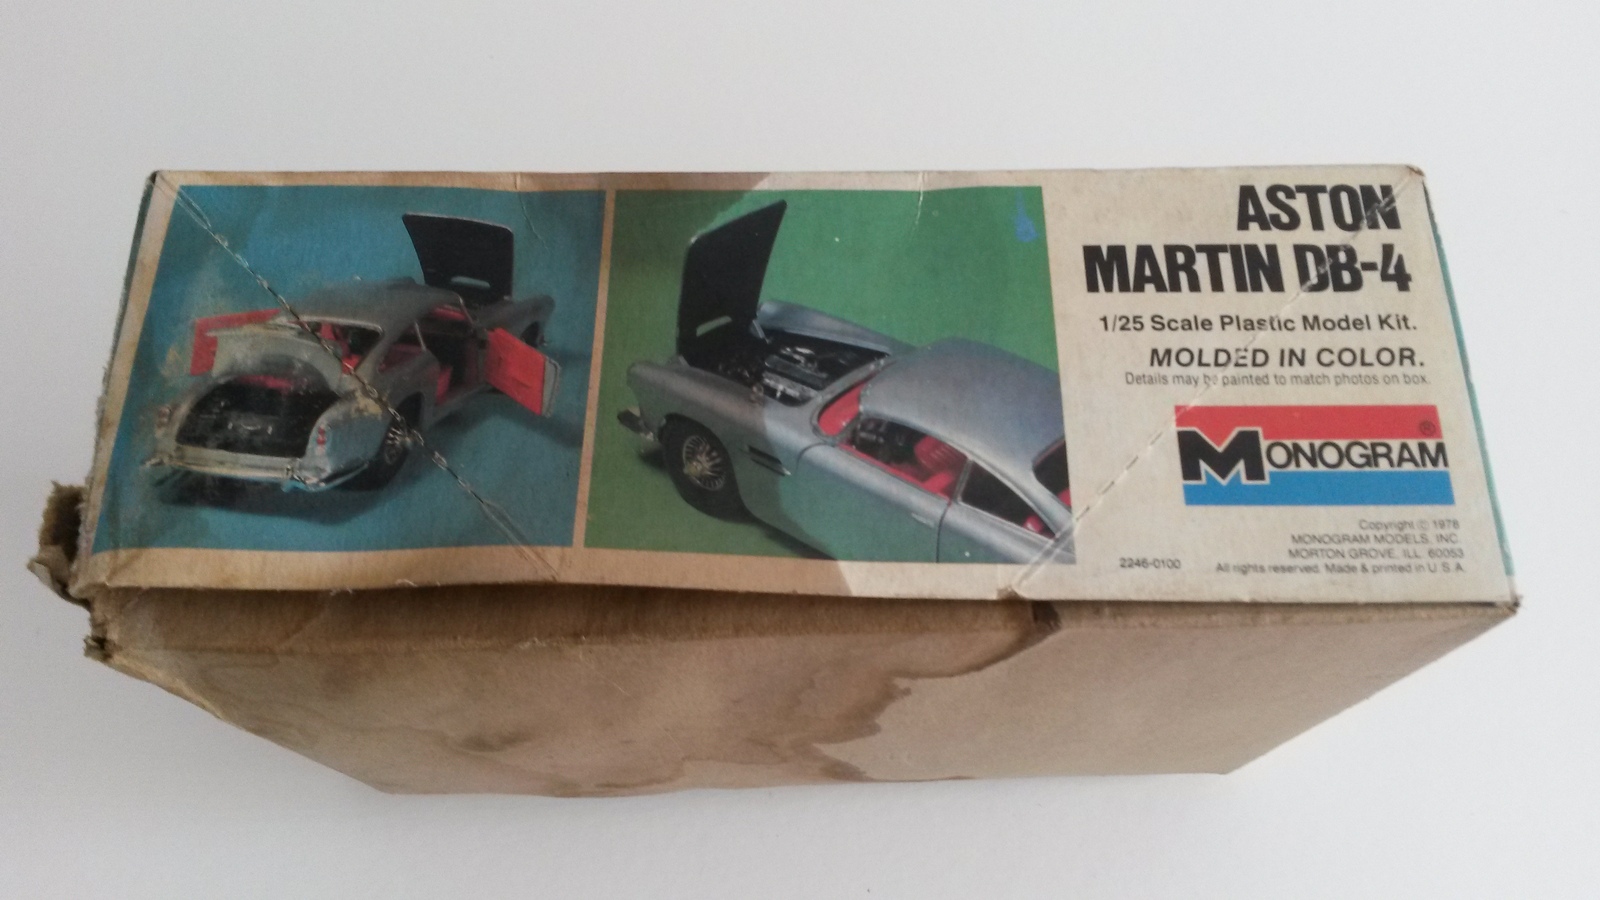 ASTON
MARTIN DB-4
1/25 Scale Plastic Model Kit.
MOLDED IN COLOR.
Details may be painted to match photos on box.
MONOGRAM®
Copyright © 1978
MONOGRAM MODELS, INC.
MORTON GROVE, ILL. 60053
2246-0100 All rights reserved. Made & printed in U.S.A.